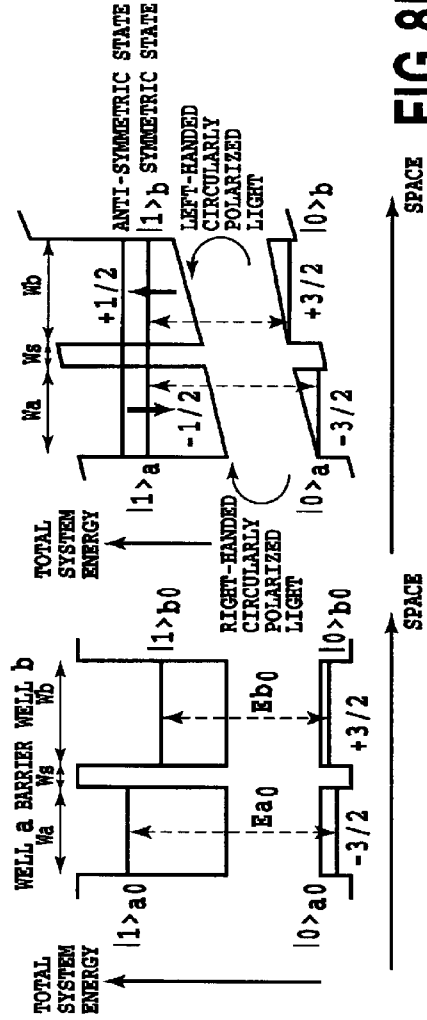 TOTAL
SYSTEM
ENERGY
WELL a BARRIER WELL b
Wa
Ws
Wb
|1>a0
|1>b0
Ea0
Eb0
|0>a0
|0>b0
-3/2
+3/2
SPACE
TOTAL
SYSTEM
ENERGY
Wa
Ws
Wb
ANTI-SYMMETRIC STATE
SYMMETRIC STATE
|1>a
|1>b
-1/2
+1/2
LEFT-HANDED
CIRCULARLY
POLARIZED
LIGHT
RIGHT-HANDED
CIRCULARLY
POLARIZED
LIGHT
|0>a
|0>b
-3/2
+3/2
SPACE